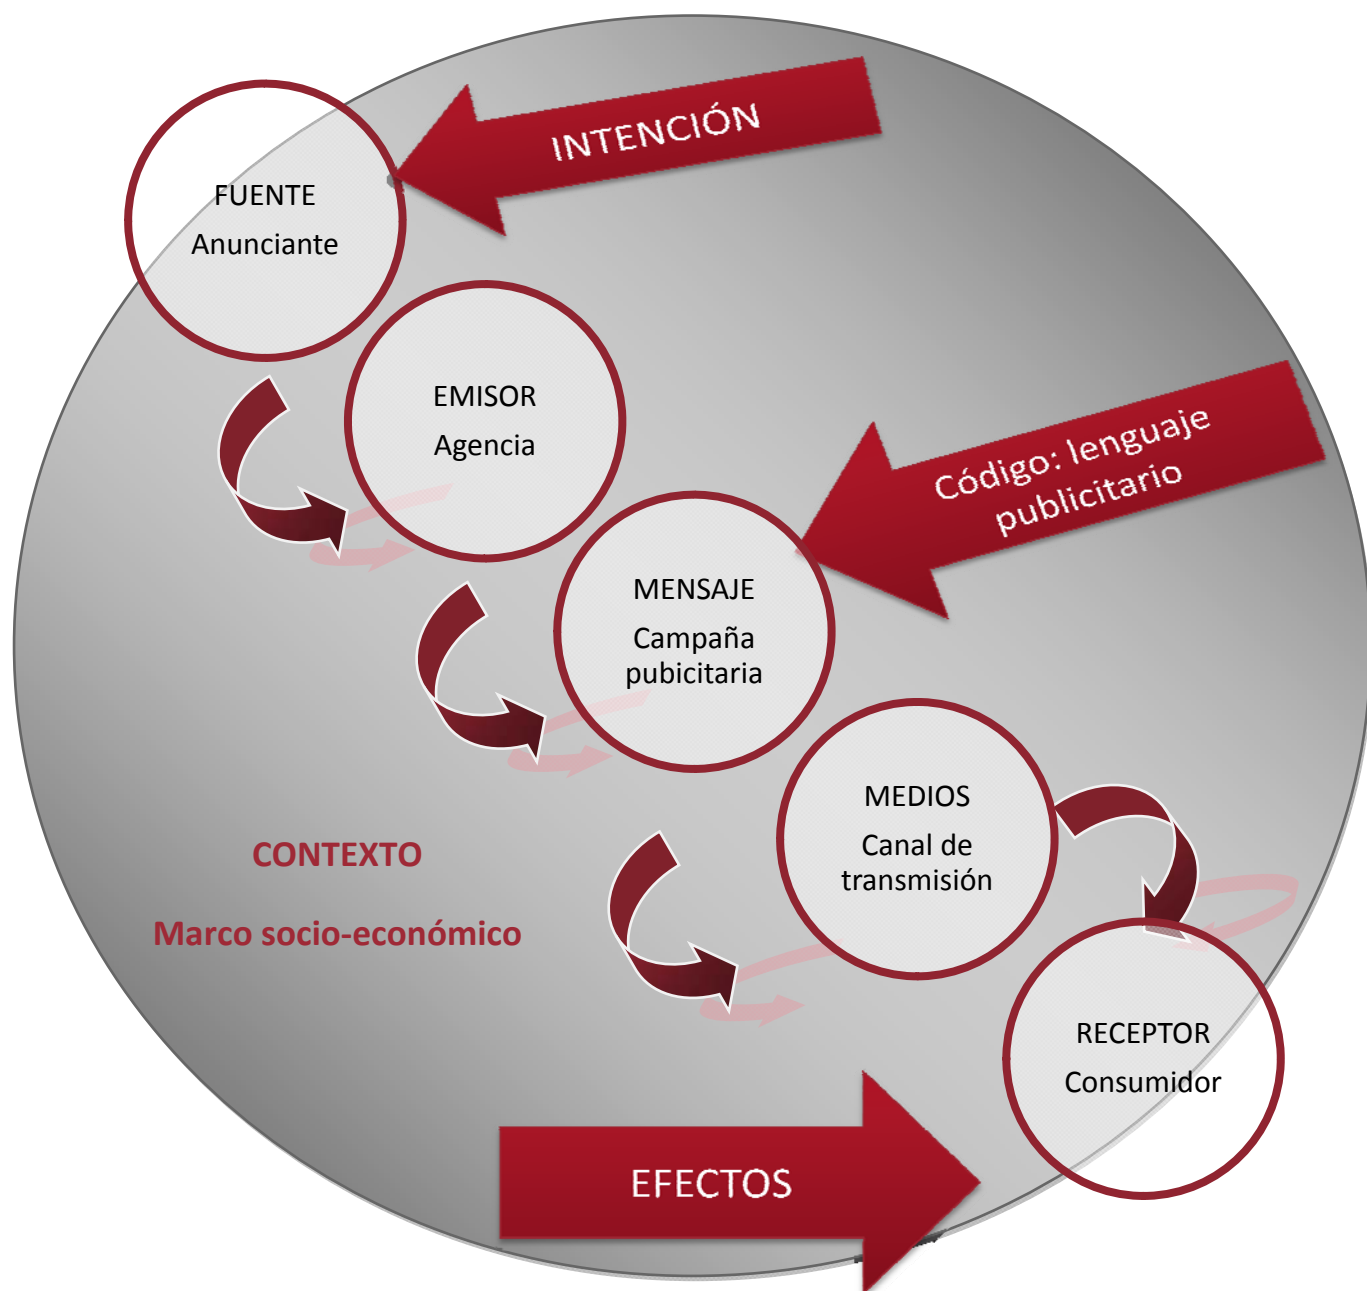 INTENCIÓN
FUENTE
Anunciante
EMISOR
Agencia
Código: lenguaje
publicitario
MENSAJE
Campaña
pubicitaria
MEDIOS
Canal de
transmisión
CONTEXTO
Marco socio-económico
RECEPTOR
Consumidor
EFECTOS